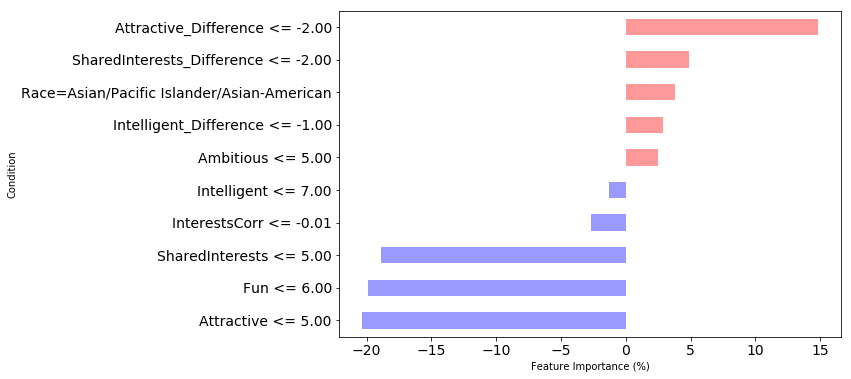 Attractive_Difference <= -2.00
SharedInterests_Difference <= -2.00
Race=Asian/Pacific Islander/Asian-American
Intelligent_Difference <= -1.00
Ambitious <= 5.00
Intelligent <= 7.00
InterestsCorr <= -0.01
SharedInterests <= 5.00
Fun <= 6.00
Attractive <= 5.00
Condition
−20 −15 −10 −5 0 5 10 15
Feature Importance (%)